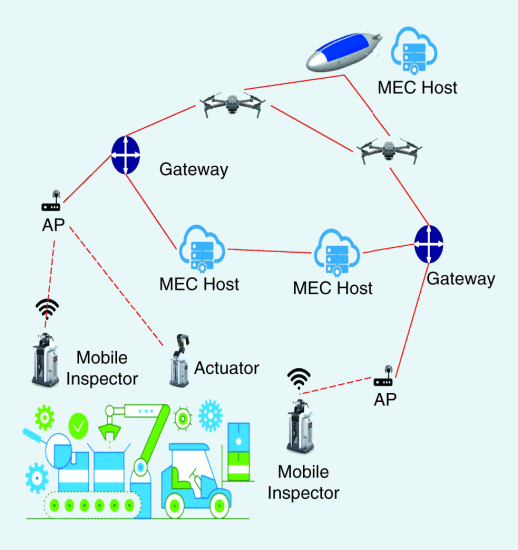 MEC Host
Gateway
AP
MEC Host
MEC Host
Gateway
Mobile
Inspector
Actuator
AP
Mobile
Inspector